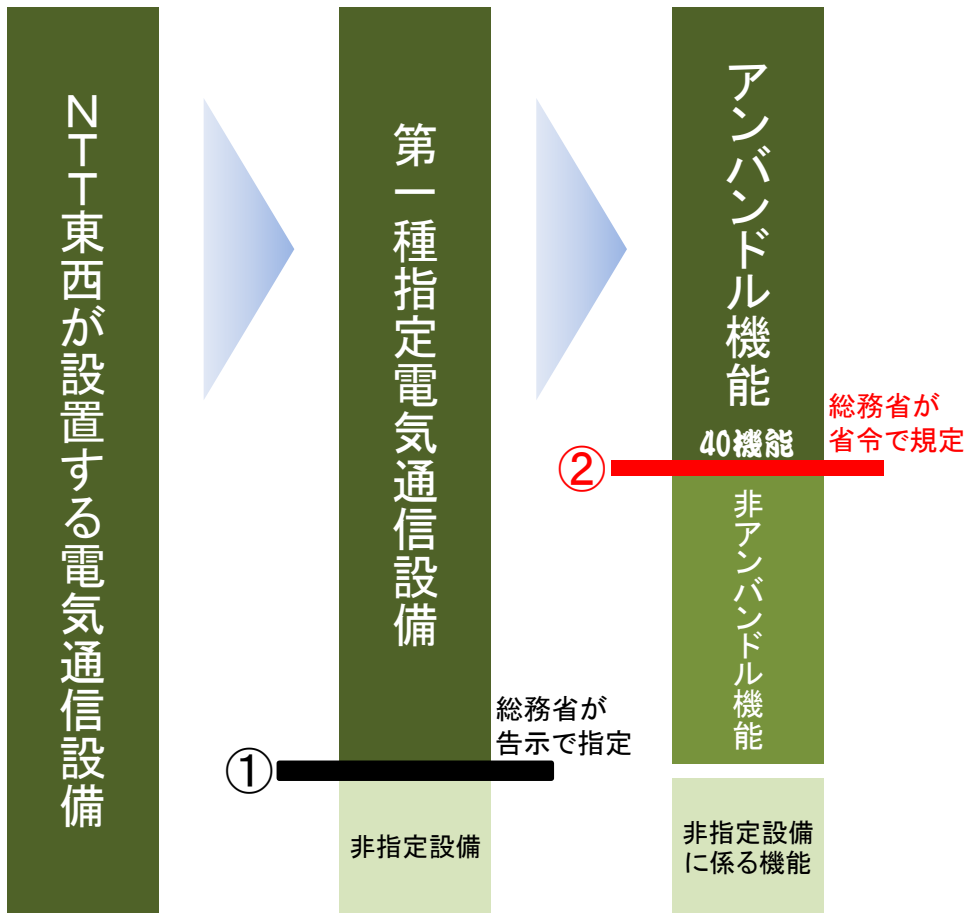 NTT東西が設置する電気通信設備
第一種指定電気通信設備
総務省が
告示で指定
①
非指定設備
アンバンドル機能
40機能
総務省が
省令で規定
②
非アンバンドル機能
非指定設備
に係る機能